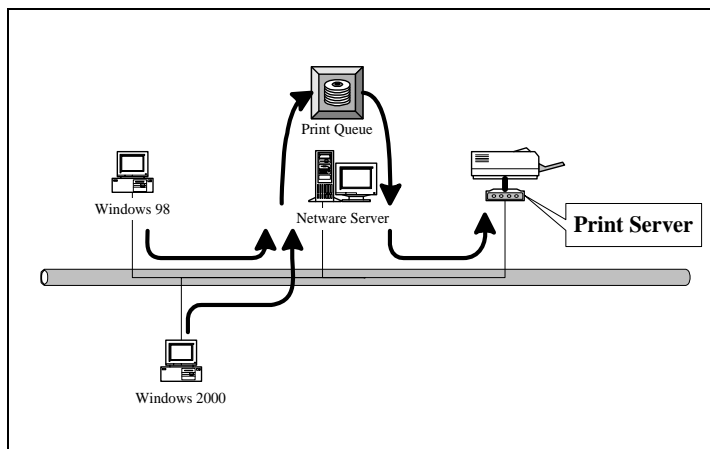 Print Queue
Windows 98
Netware Server
Print Server
Windows 2000